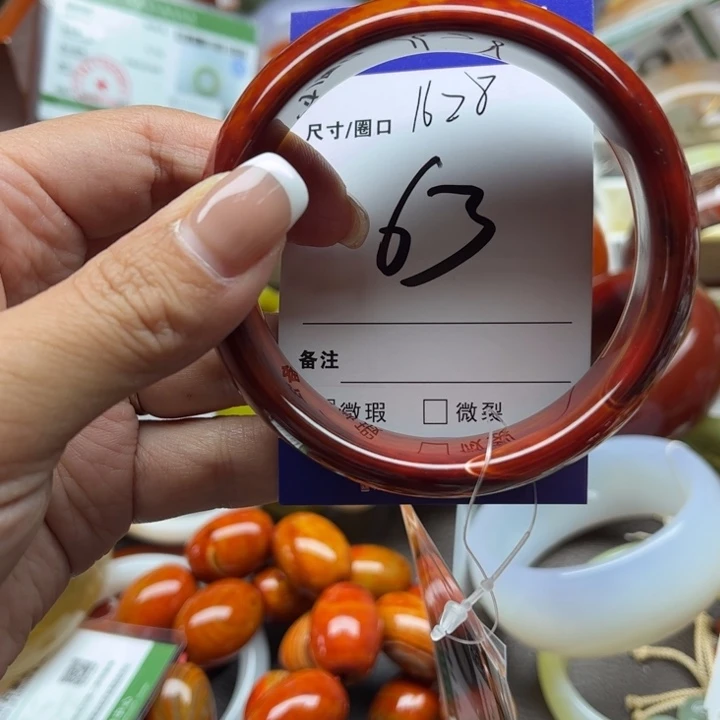 尺寸/圈口 1628
63
备注
微瑕 □ 微裂